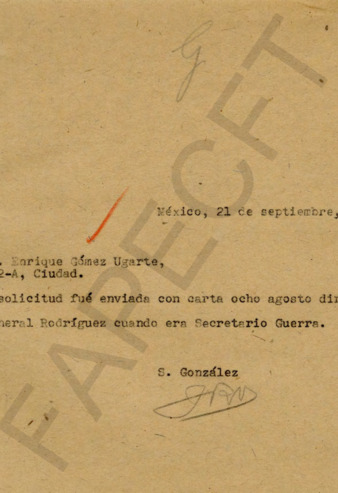 G
México, 21 de septiembre,
. Enrique Gómez Ugarte,
2-A, Ciudad.
solicitud fué enviada con carta ocho agosto
neral Rodríguez cuando era Secretario Guerra.
S. González
FAPECFT